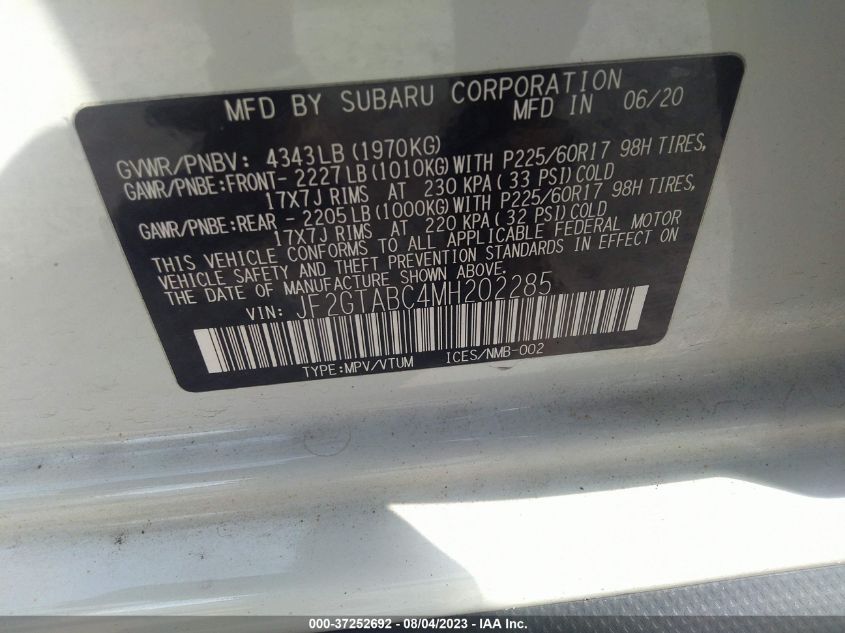 MFD BY SUBARU CORPORATION
MFD IN 06/20
GVWR/PNBV: 4343LB (1970KG)
GAWR/PNBE:FRONT- 2227LB (1010KG) WITH P225/60R17 98H TIRES,
17X7J RIMS AT 230 KPA (33 PSI) COLD
GAWR/PNBE:REAR - 2205LB (1000KG) WITH P225/60R17 98H TIRES,
17X7J RIMS AT 220 KPA (32 PSI) COLD
THIS VEHICLE CONFORMS TO ALL APPLICABLE FEDERAL MOTOR
VEHICLE SAFETY AND THEFT PREVENTION STANDARDS IN EFFECT ON
THE DATE OF MANUFACTURE SHOWN ABOVE.
VIN: JF2GTABC4MH202285
TYPE:MPV/VTUM ICES/NMB-002
000-37252692 - 08/04/2023 - IAA Inc.